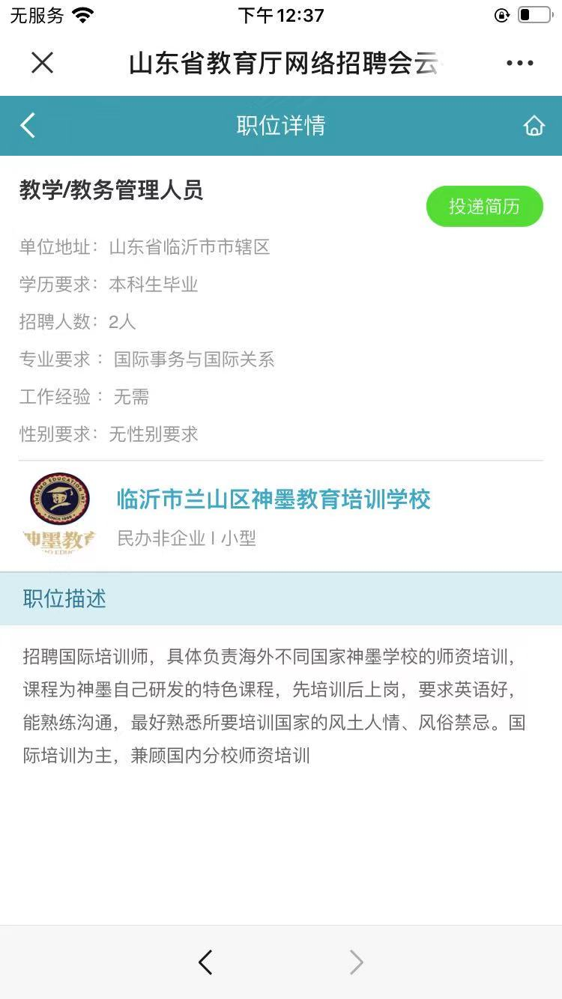 无服务 下午12:37
山东省教育厅网络招聘会云
职位详情
教学/教务管理人员
投递简历
单位地址：山东省临沂市市辖区
学历要求：本科生毕业
招聘人数：2人
专业要求 ：国际事务与国际关系
工作经验 ：无需
性别要求：无性别要求
SHENMO EDUCATION
SINCE 1998
神墨教育
临沂市兰山区神墨教育培训学校
民办非企业 | 小型
职位描述
招聘国际培训师，具体负责海外不同国家神墨学校的师资培训，
课程为神墨自己研发的特色课程，先培训后上岗，要求英语好，
能熟练沟通，最好熟悉所要培训国家的风土人情、风俗禁忌。国
际培训为主，兼顾国内分校师资培训